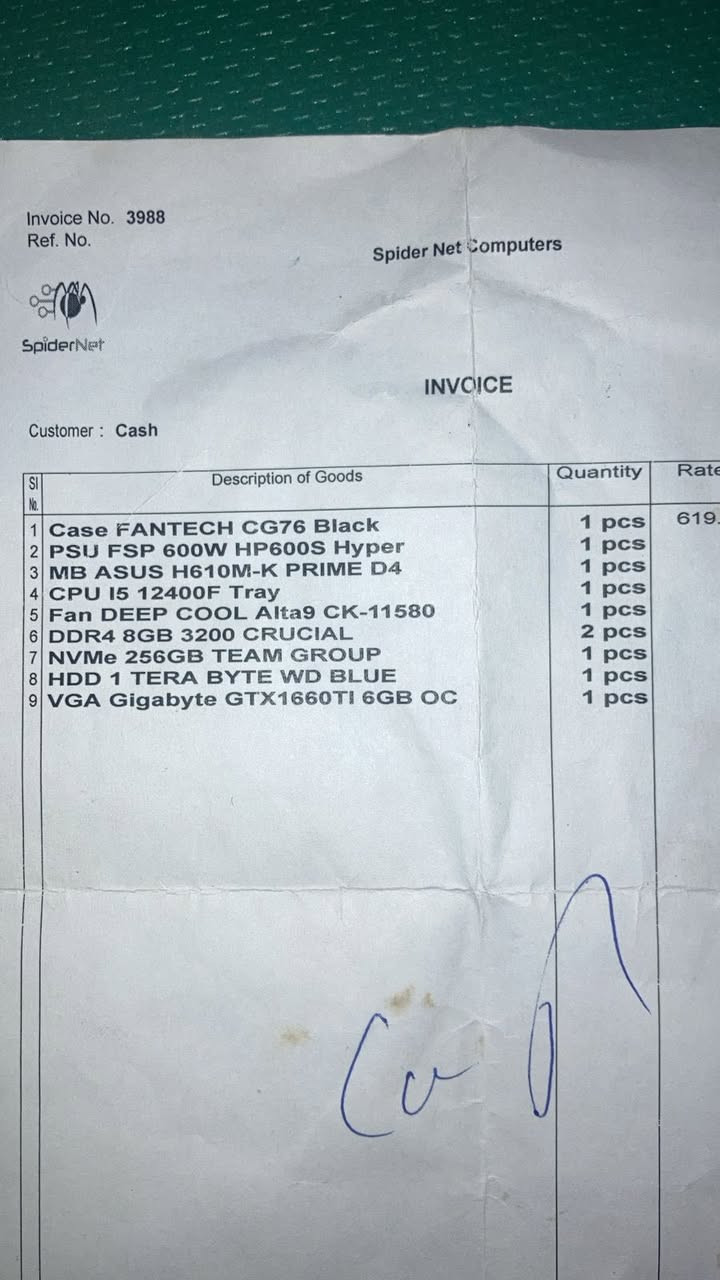 Invoice No. 3988
Ref. No.
Spider Net Computers
SpiderNet
INVOICE
Customer : Cash
SI No. Description of Goods Quantity Rate
1 Case FANTECH CG76 Black 1 pcs 619.
2 PSU FSP 600W HP600S Hyper 1 pcs
3 MB ASUS H610M-K PRIME D4 1 pcs
4 CPU I5 12400F Tray 1 pcs
5 Fan DEEP COOL Alta9 CK-11580 1 pcs
6 DDR4 8GB 3200 CRUCIAL 2 pcs
7 NVMe 256GB TEAM GROUP 1 pcs
8 HDD 1 TERA BYTE WD BLUE 1 pcs
9 VGA Gigabyte GTX1660TI 6GB OC 1 pcs